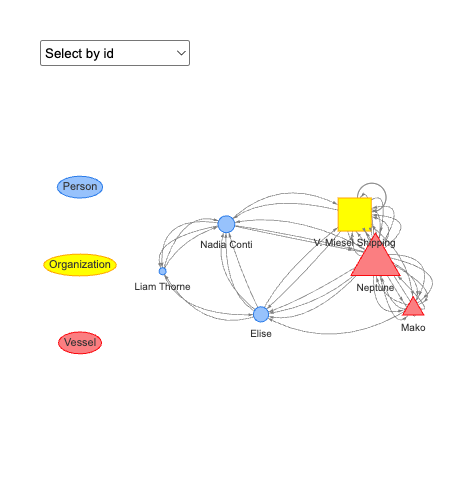 Select by id
Person
Nadia Conti
V. Miesel Shipping
Organization
Neptune
Liam Thorne
Mako
Elise
Vessel